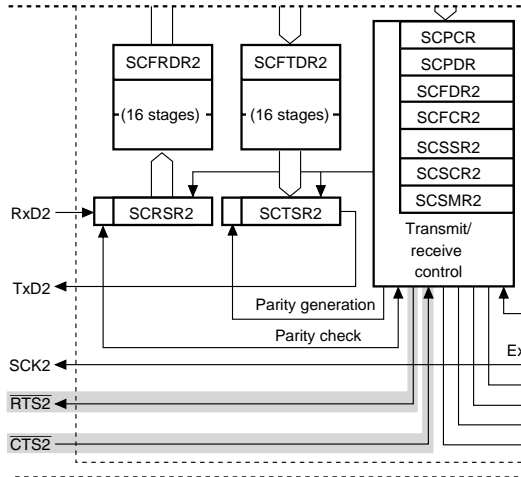 SCFRDR2
(16 stages)
SCFTDR2
(16 stages)
SCPCR
SCPDR
SCFDR2
SCFCR2
SCSSR2
SCSCR2
SCSMR2
Transmit/
receive
control
RxD2
SCRSR2
SCTSR2
TxD2
Parity generation
Parity check
SCK2
Ex
RTS2
CTS2